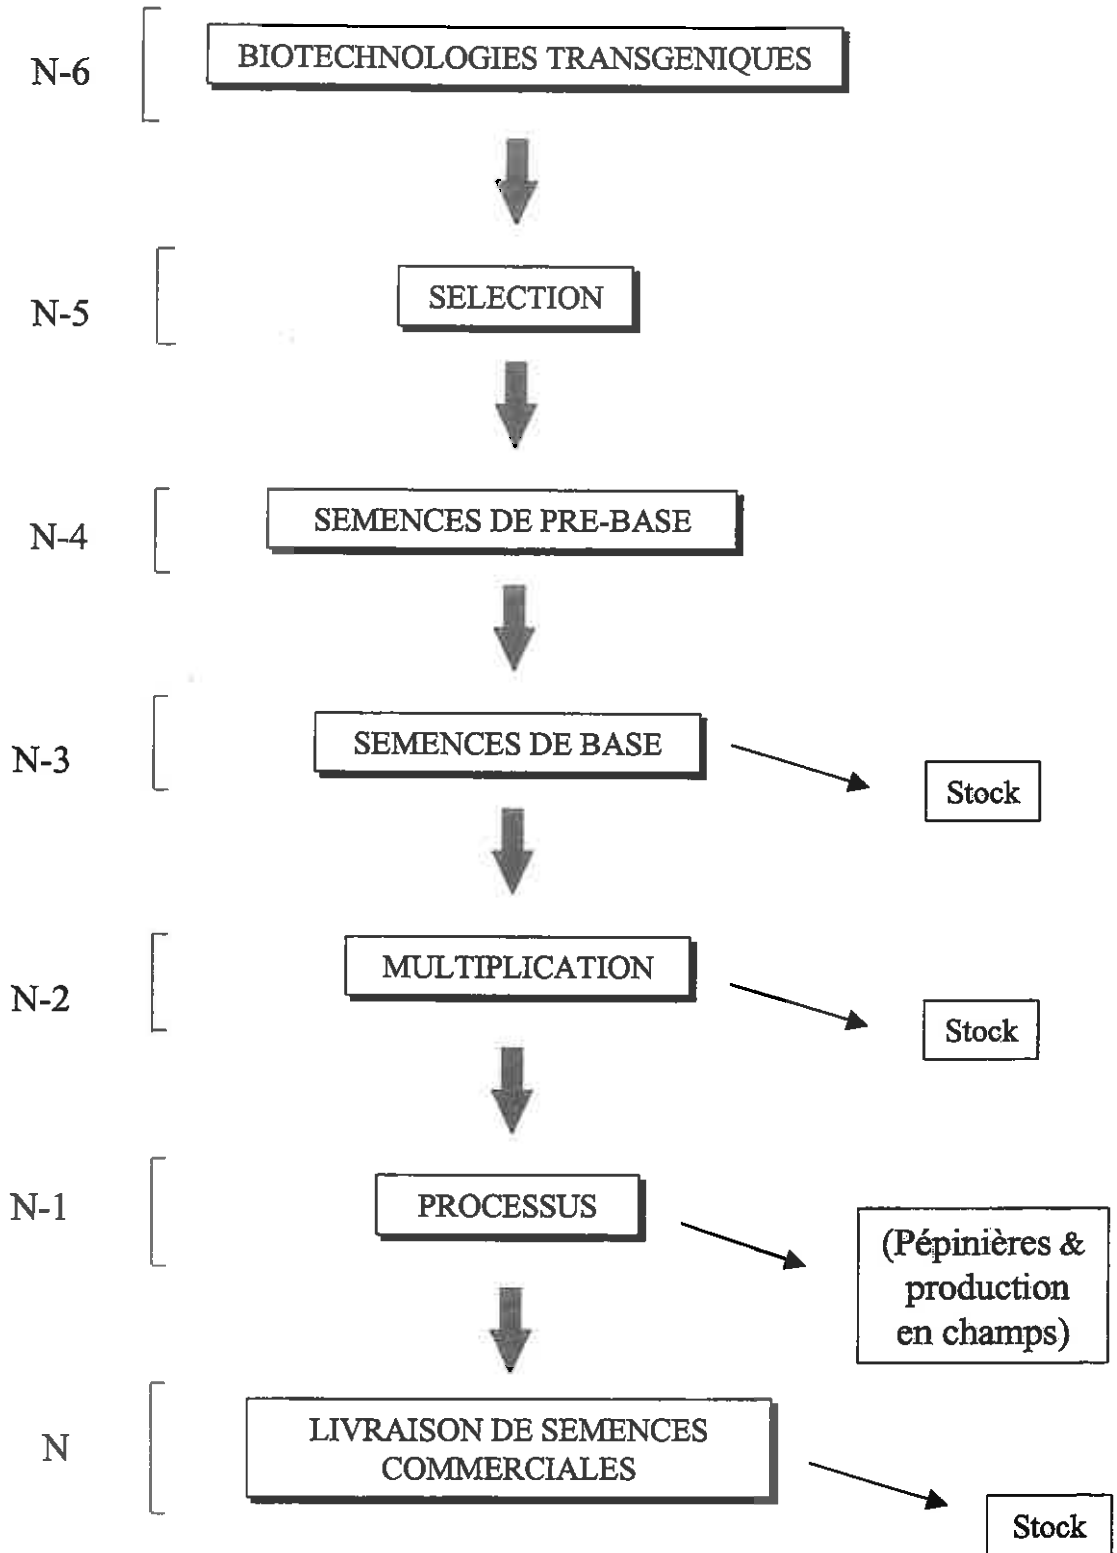 N-6
BIOTECHNOLOGIES TRANSGENIQUES
N-5
SELECTION
N-4
SEMENCES DE PRE-BASE
N-3
SEMENCES DE BASE
Stock
N-2
MULTIPLICATION
Stock
N-1
PROCESSUS
(Pépinières &
production
en champs)
N
LIVRAISON DE SEMENCES
COMMERCIALES
Stock